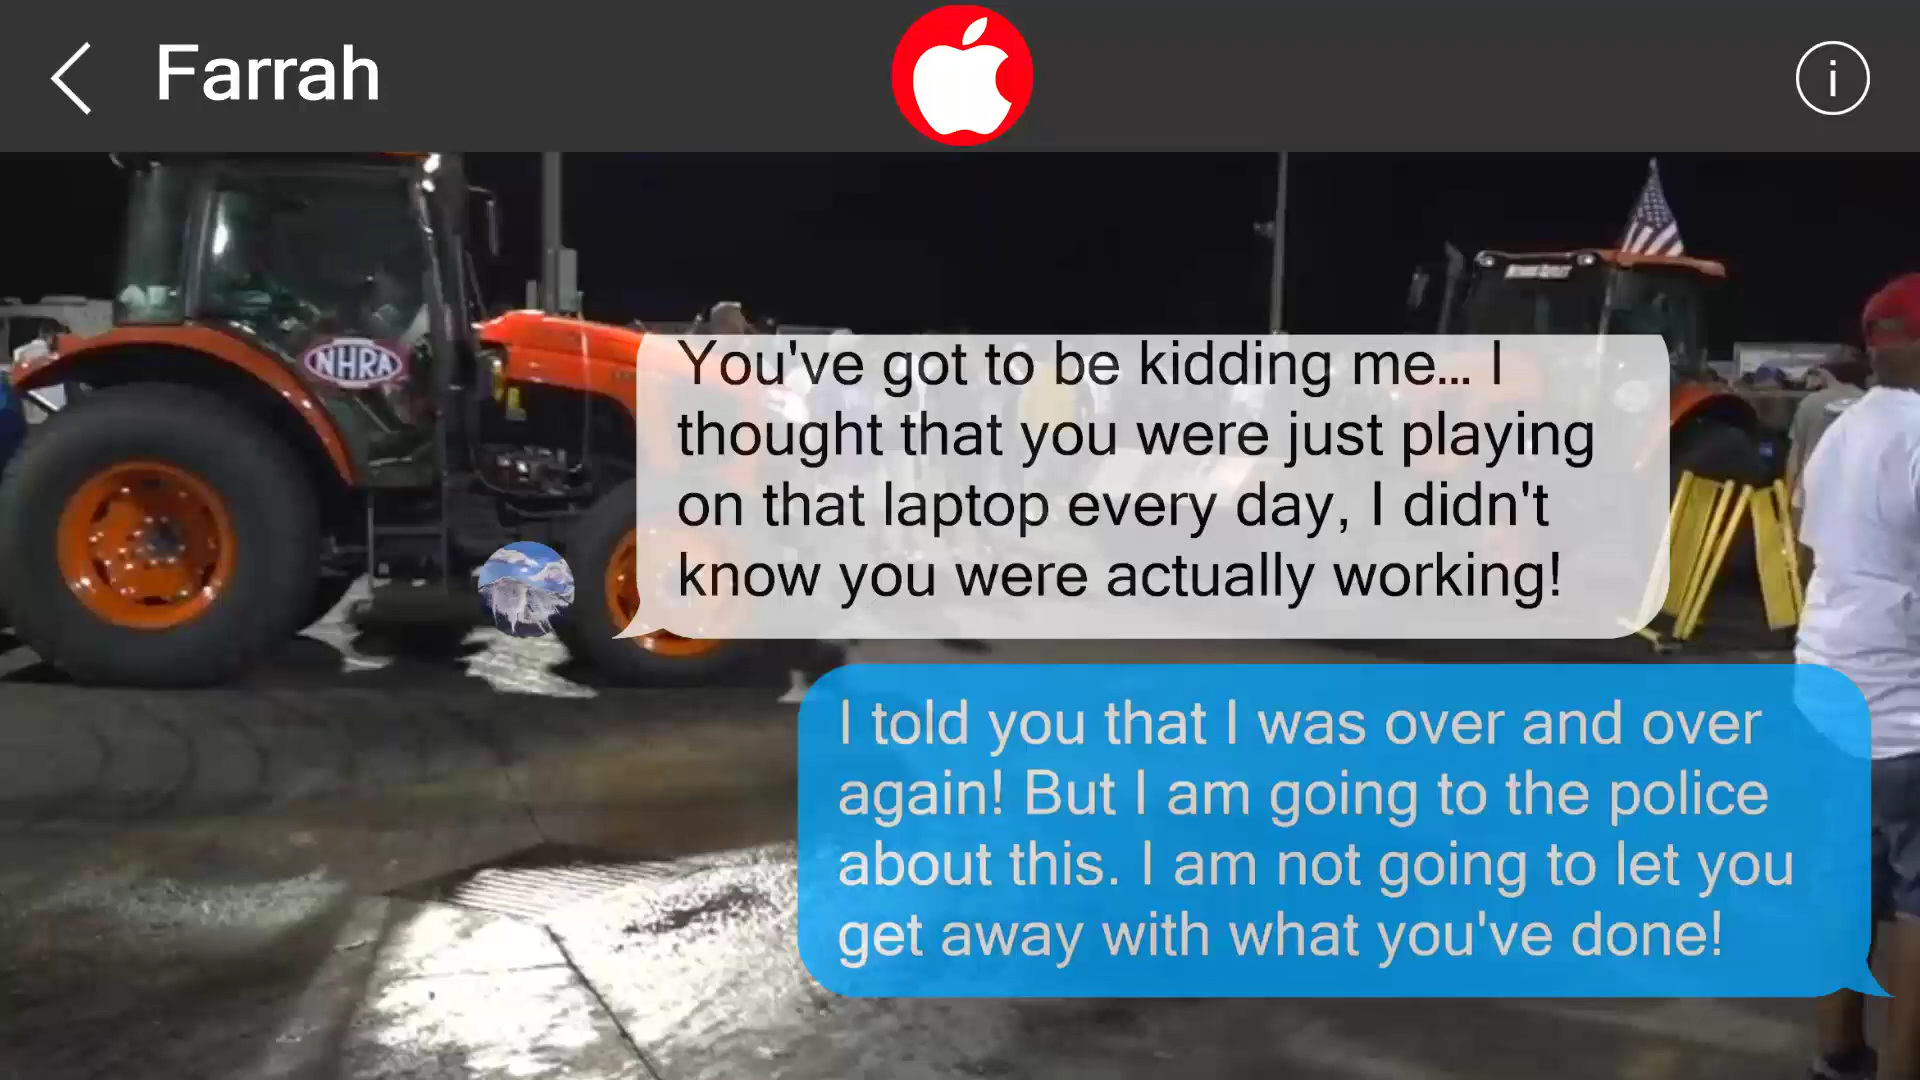 Farrah
i
NHRA
You've got to be kidding me... I
thought that you were just playing
on that laptop every day, I didn't
know you were actually working!
I told you that I was over and over
again! But I am going to the police
about this. I am not going to let you
get away with what you've done!